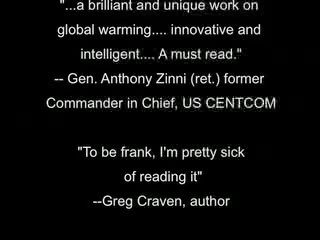 "...a brilliant and unique work on
global warming.... innovative and
intelligent.... A must read."
-- Gen. Anthony Zinni (ret.) former
Commander in Chief, US CENTCOM
"To be frank, I'm pretty sick
of reading it"
--Greg Craven, author